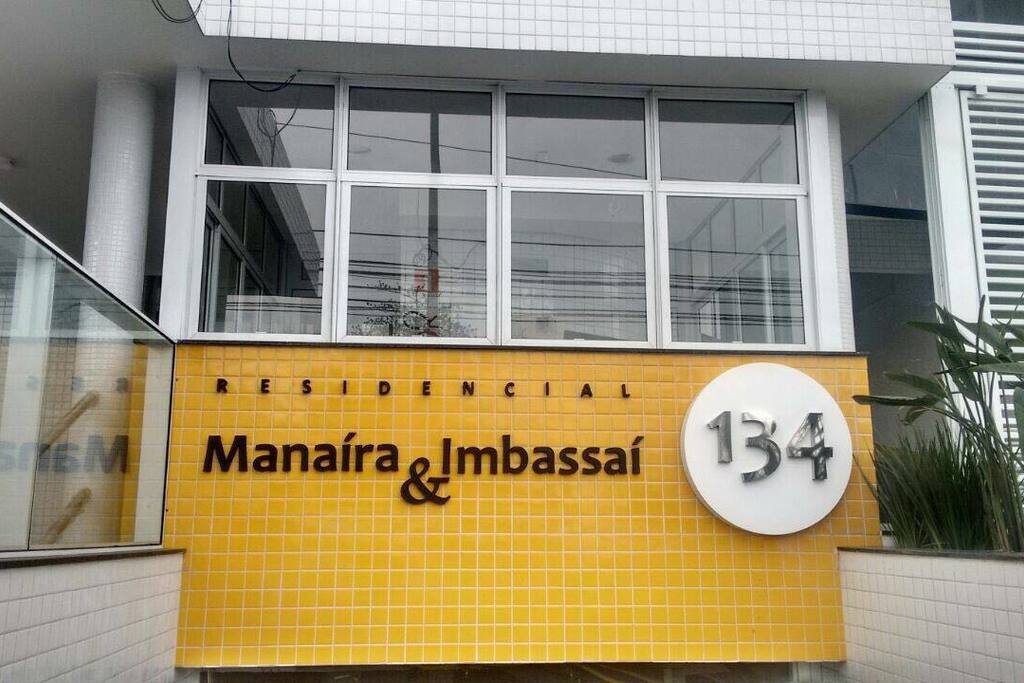 RESIDENCIAL
Manaíra & Imbassaí
134